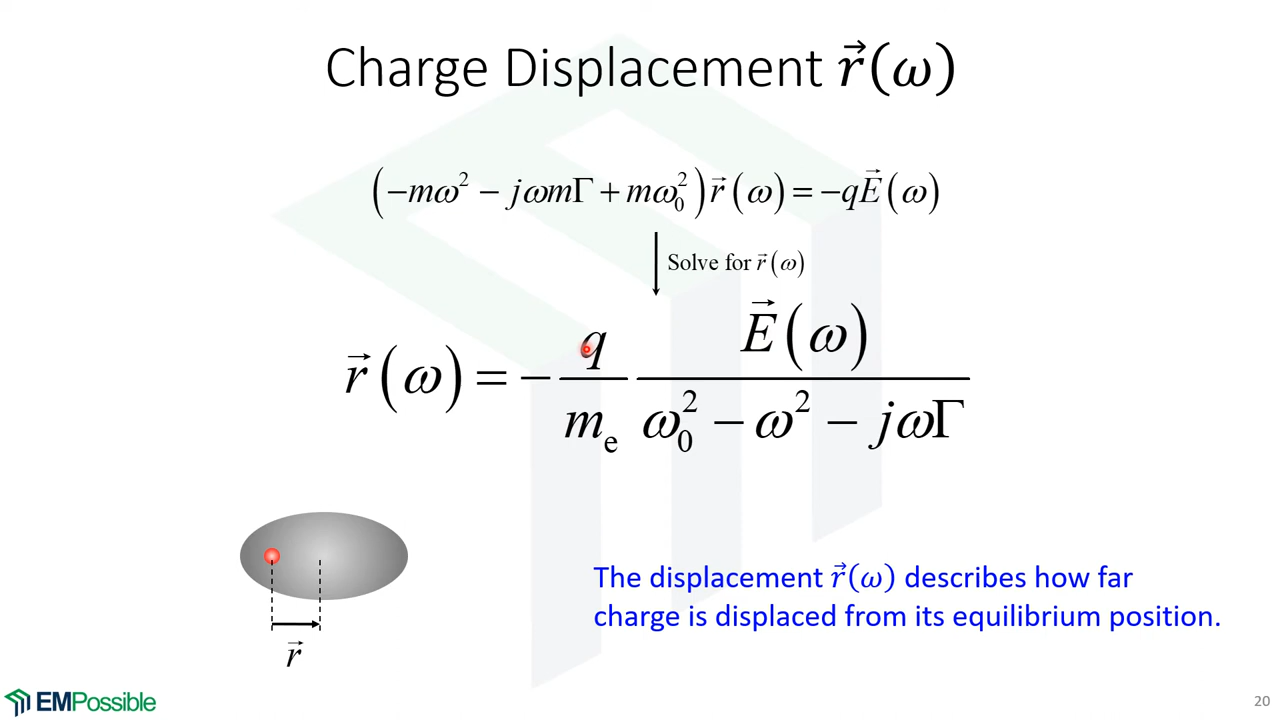 Charge Displacement r⃗(ω)
(−mω² − jωmΓ + mω₀²) r⃗(ω) = −qE⃗(ω)
Solve for r⃗(ω)
r⃗(ω) = − q/mₑ E⃗(ω)/(ω₀² − ω² − jωΓ)
r⃗
The displacement r⃗(ω) describes how far
charge is displaced from its equilibrium position.
EMPossible
20